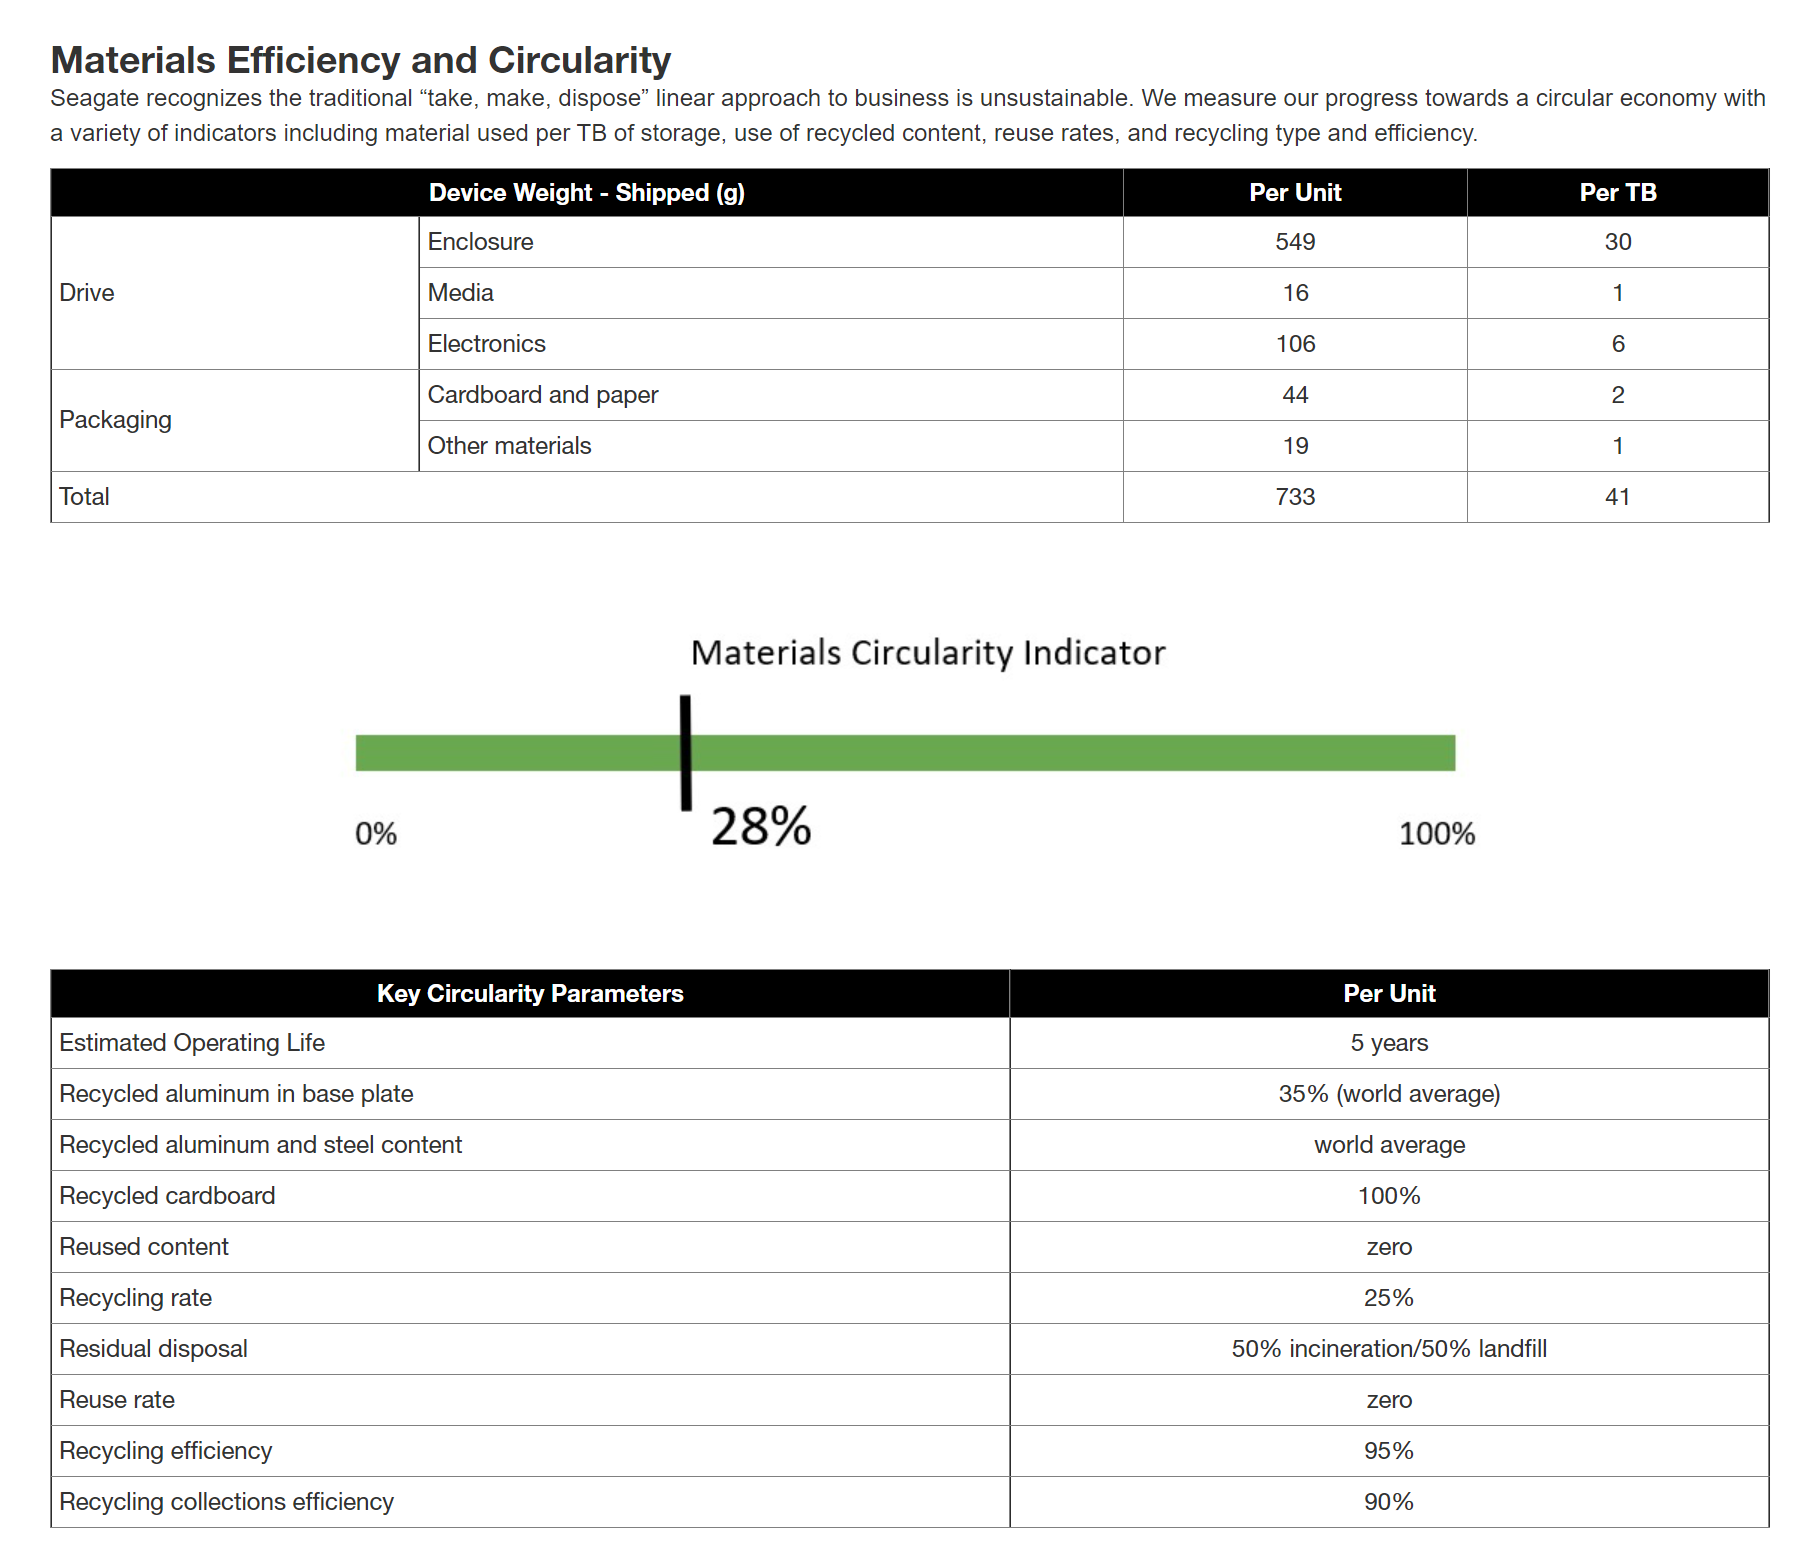 Materials Efficiency and Circularity
Seagate recognizes the traditional “take, make, dispose” linear approach to business is unsustainable. We measure our progress towards a circular economy with
a variety of indicators including material used per TB of storage, use of recycled content, reuse rates, and recycling type and efficiency.
Device Weight - Shipped (g) Per Unit Per TB
Drive
Enclosure 549 30
Media 16 1
Electronics 106 6
Packaging
Cardboard and paper 44 2
Other materials 19 1
Total 733 41
Materials Circularity Indicator
0% 28% 100%
Key Circularity Parameters Per Unit
Estimated Operating Life 5 years
Recycled aluminum in base plate 35% (world average)
Recycled aluminum and steel content world average
Recycled cardboard 100%
Reused content zero
Recycling rate 25%
Residual disposal 50% incineration/50% landfill
Reuse rate zero
Recycling efficiency 95%
Recycling collections efficiency 90%